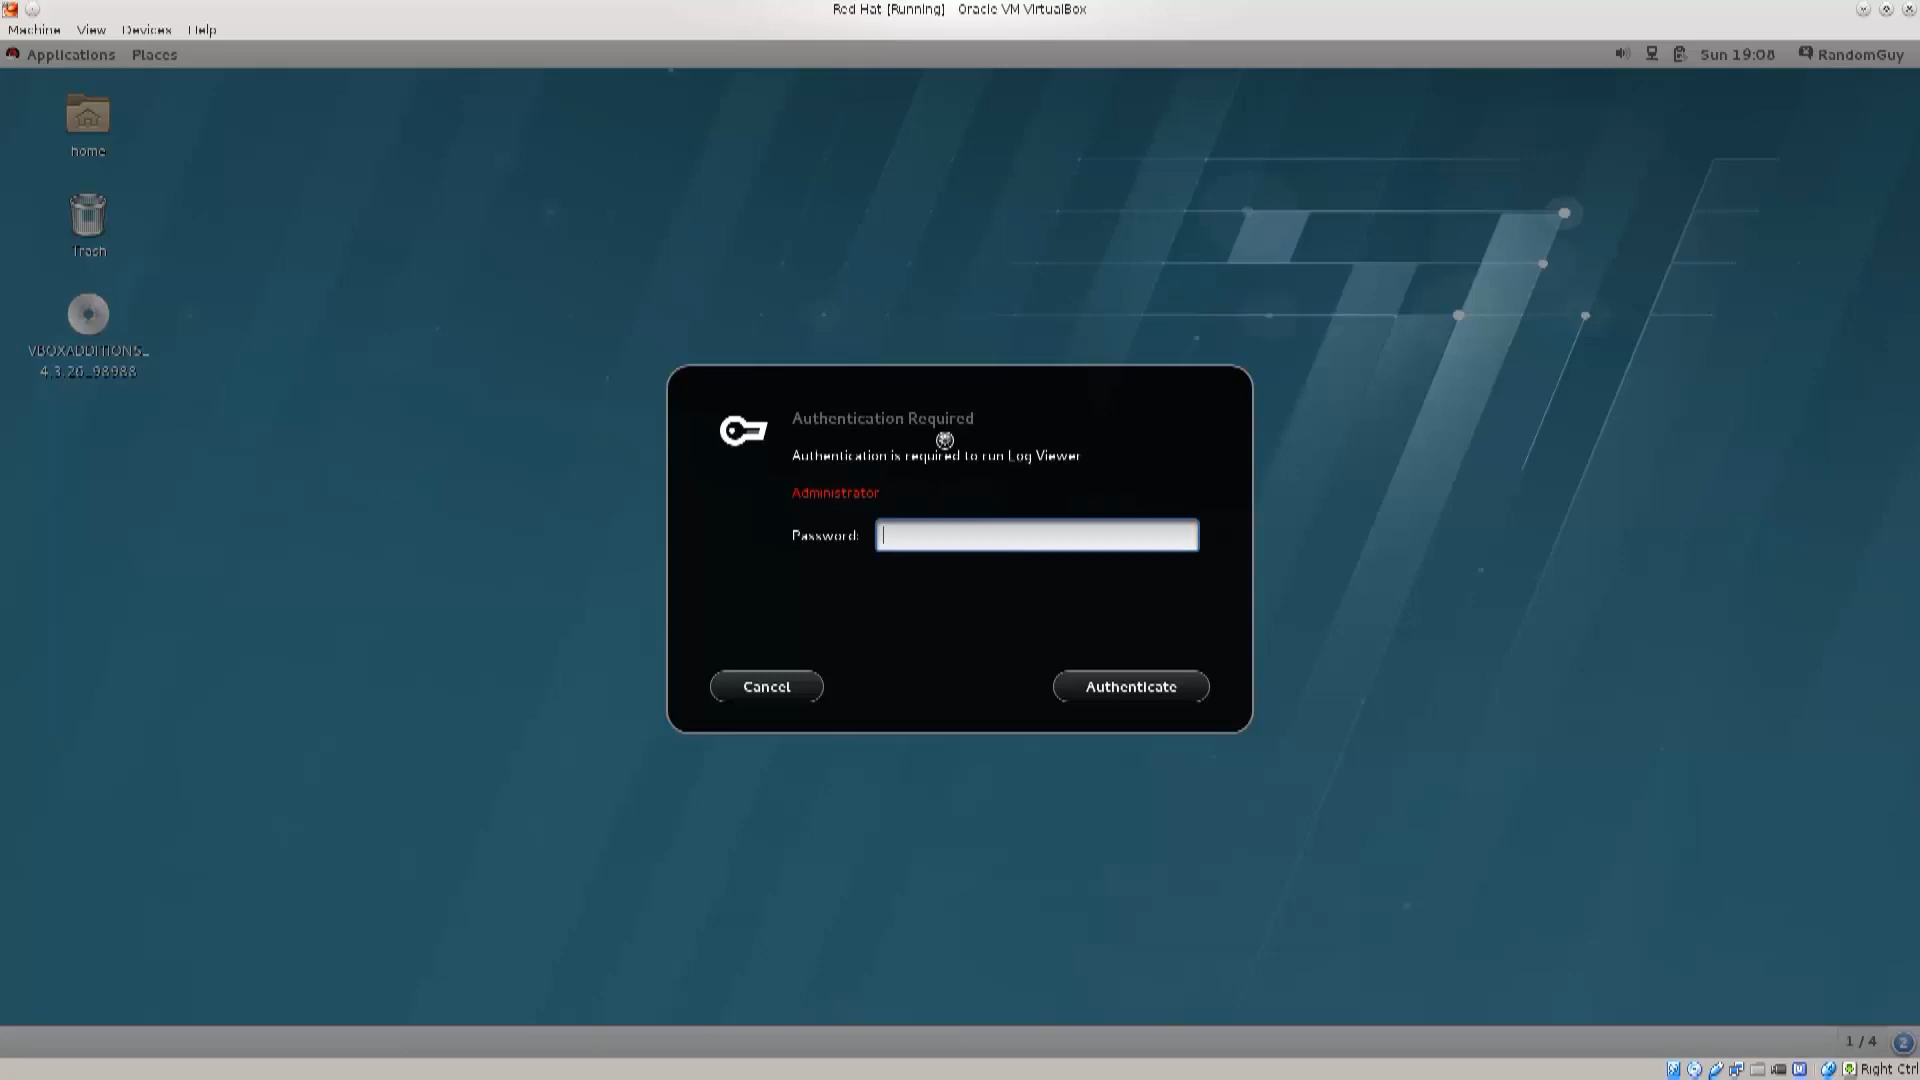 Red Hat [Running] Oracle VM VirtualBox
Machine View Devices Help
Applications Places
Sun 19:08 RandomGuy
home
Trash
VBOXADDITIONS_
4.3.26_98988
Authentication Required
Authentication is required to run Log Viewer
Administrator
Password:
Cancel Authenticate
1 / 4 2
Right Ctrl